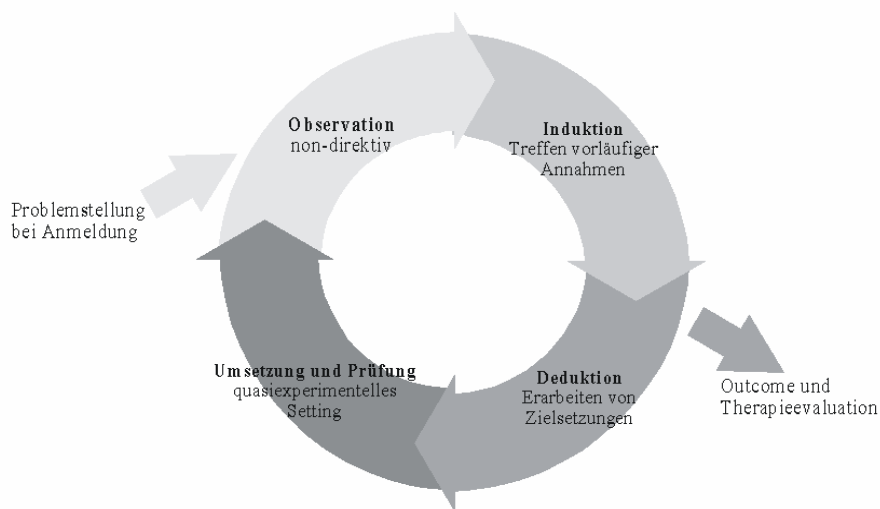 Observation
non-direktiv
Induktion
Treffen vorläufiger
Annahmen
Problemstellung
bei Anmeldung
Umsetzung und Prüfung
quasiexperimentelles
Setting
Deduktion
Erarbeiten von
Zielsetzungen
Outcome und
Therapieevaluation